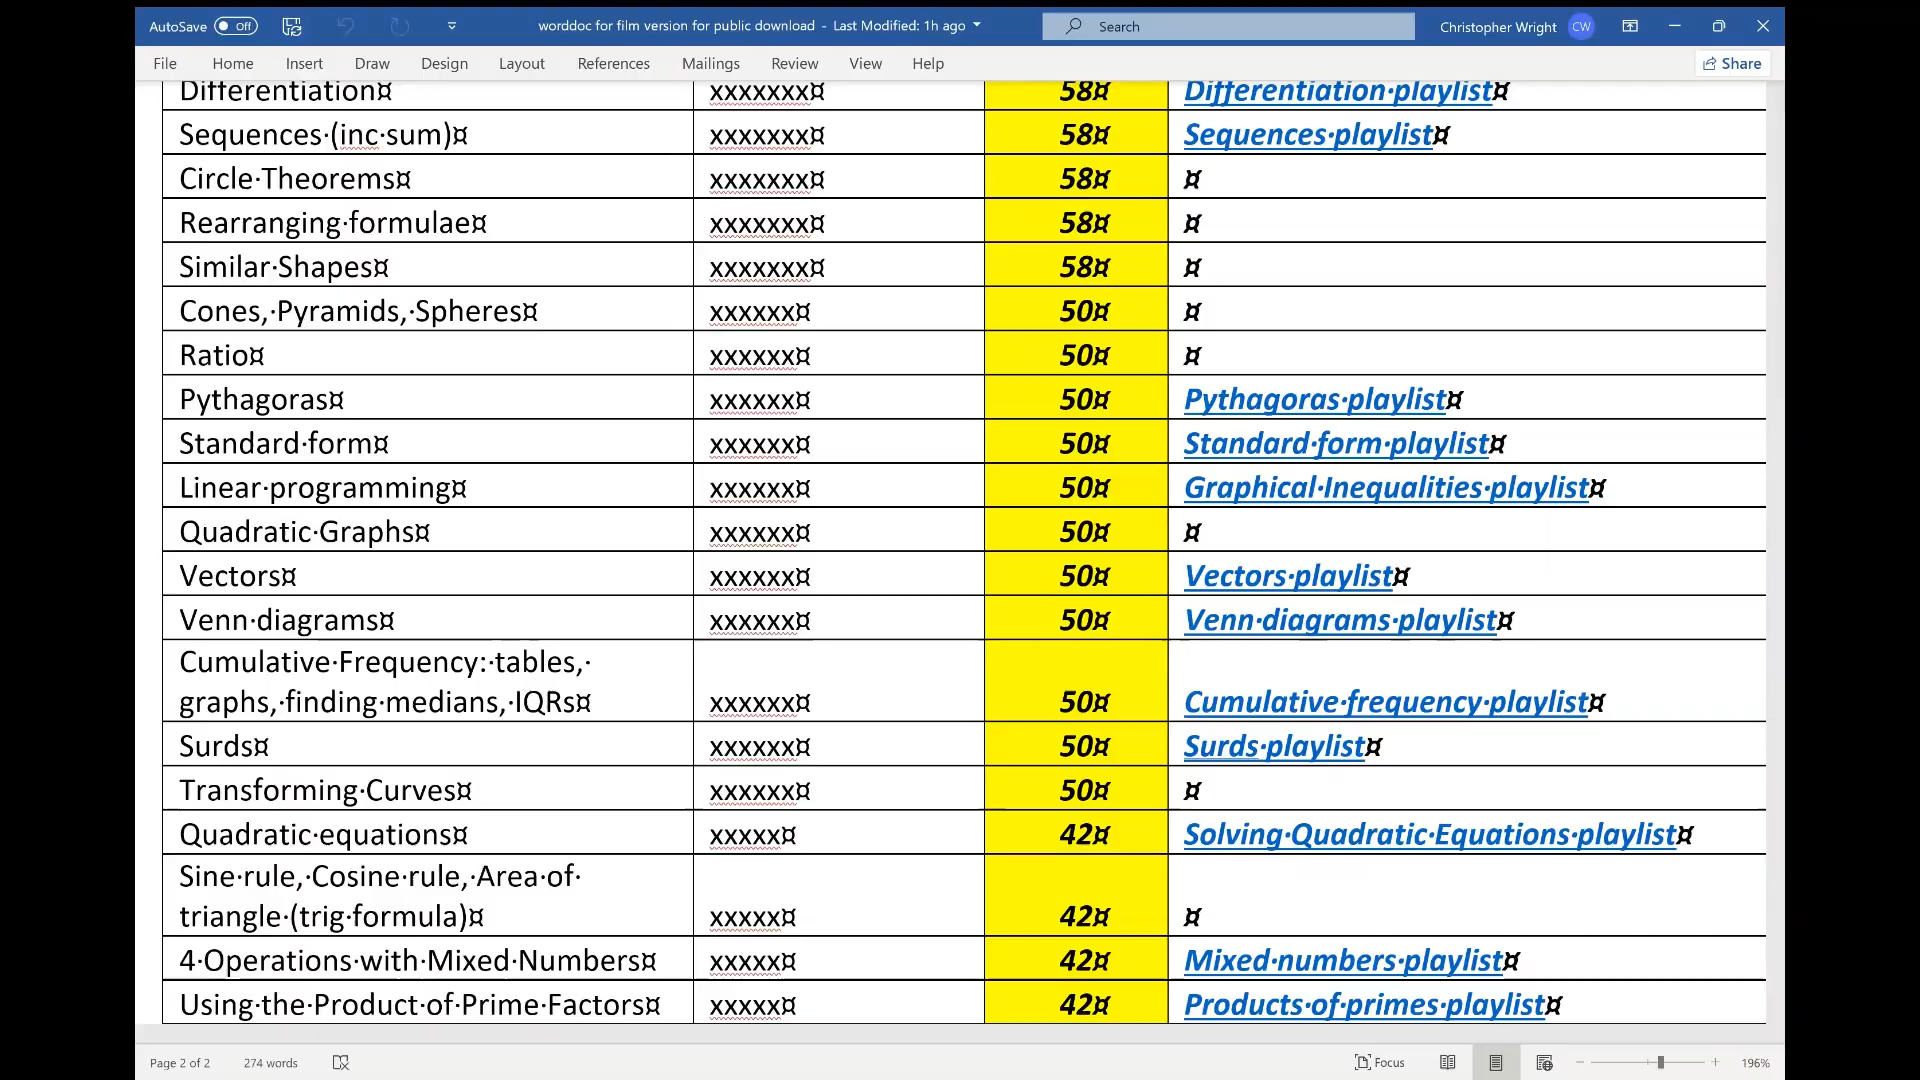 AutoSave Off worddoc for film version for public download - Last Modified: 1h ago Search Christopher Wright CW
File Home Insert Draw Design Layout References Mailings Review View Help Share
Differentiation¤ xxxxxxx¤ 58¤ Differentiation·playlist¤
Sequences·(inc·sum)¤ xxxxxxx¤ 58¤ Sequences·playlist¤
Circle·Theorems¤ xxxxxxx¤ 58¤ ¤
Rearranging·formulae¤ xxxxxxx¤ 58¤ ¤
Similar·Shapes¤ xxxxxxx¤ 58¤ ¤
Cones,·Pyramids,·Spheres¤ xxxxxx¤ 50¤ ¤
Ratio¤ xxxxxx¤ 50¤ ¤
Pythagoras¤ xxxxxx¤ 50¤ Pythagoras·playlist¤
Standard·form¤ xxxxxx¤ 50¤ Standard·form·playlist¤
Linear·programming¤ xxxxxx¤ 50¤ Graphical·Inequalities·playlist¤
Quadratic·Graphs¤ xxxxxx¤ 50¤ ¤
Vectors¤ xxxxxx¤ 50¤ Vectors·playlist¤
Venn·diagrams¤ xxxxxx¤ 50¤ Venn·diagrams·playlist¤
Cumulative·Frequency:·tables,·
graphs,·finding·medians,·IQRs¤ xxxxxx¤ 50¤ Cumulative·frequency·playlist¤
Surds¤ xxxxxx¤ 50¤ Surds·playlist¤
Transforming·Curves¤ xxxxxx¤ 50¤ ¤
Quadratic·equations¤ xxxxx¤ 42¤ Solving·Quadratic·Equations·playlist¤
Sine·rule,·Cosine·rule,·Area·of·
triangle·(trig·formula)¤ xxxxx¤ 42¤ ¤
4·Operations·with·Mixed·Numbers¤ xxxxx¤ 42¤ Mixed·numbers·playlist¤
Using·the·Product·of·Prime·Factors¤ xxxxx¤ 42¤ Products·of·primes·playlist¤
Page 2 of 2 274 words Focus 196%